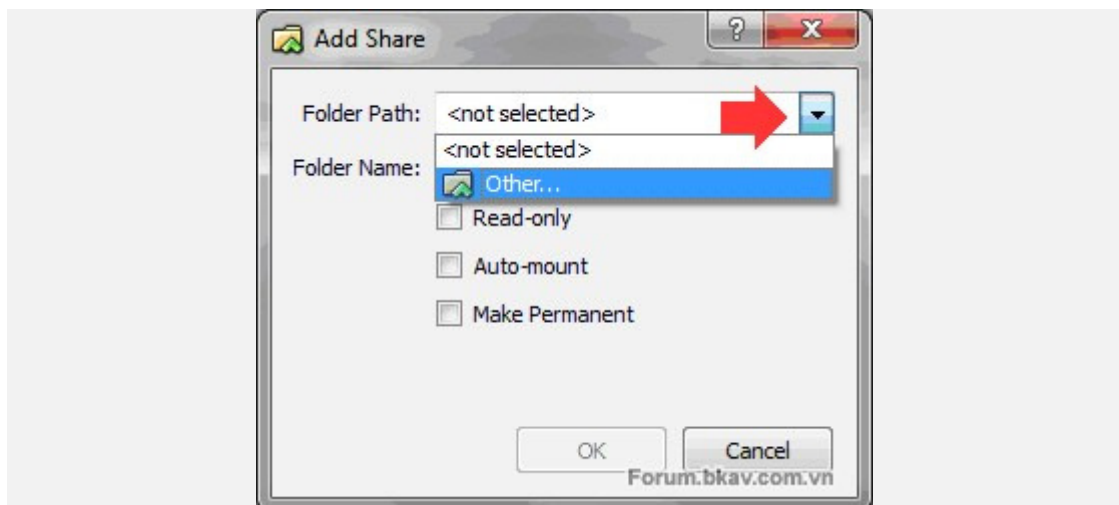 Add Share
Folder Path: <not selected>
<not selected>
Folder Name:
Other...
Read-only
Auto-mount
Make Permanent
OK Cancel
Forum.bkav.com.vn